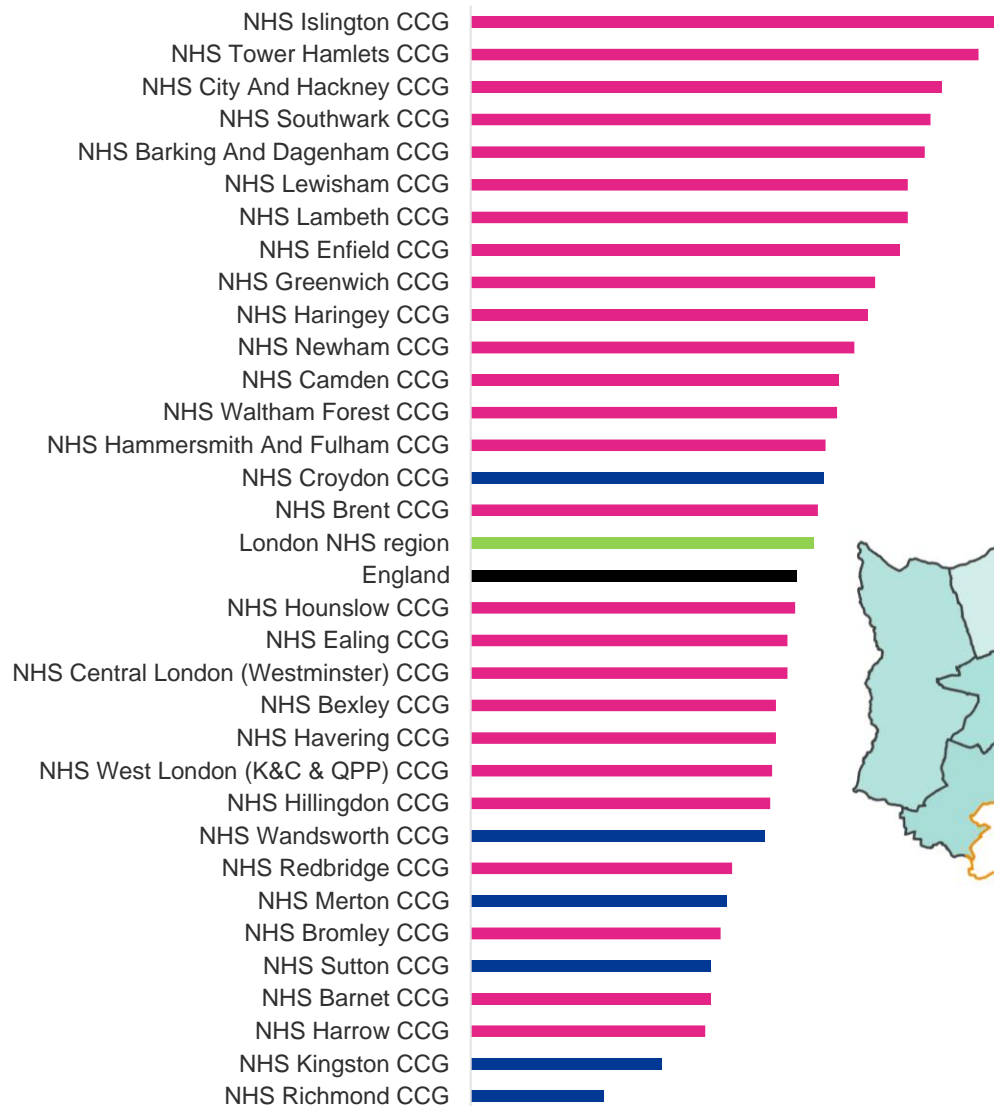 NHS Islington CCG
NHS Tower Hamlets CCG
NHS City And Hackney CCG
NHS Southwark CCG
NHS Barking And Dagenham CCG
NHS Lewisham CCG
NHS Lambeth CCG
NHS Enfield CCG
NHS Greenwich CCG
NHS Haringey CCG
NHS Newham CCG
NHS Camden CCG
NHS Waltham Forest CCG
NHS Hammersmith And Fulham CCG
NHS Croydon CCG
NHS Brent CCG
London NHS region
England
NHS Hounslow CCG
NHS Ealing CCG
NHS Central London (Westminster) CCG
NHS Bexley CCG
NHS Havering CCG
NHS West London (K&C & QPP) CCG
NHS Hillingdon CCG
NHS Wandsworth CCG
NHS Redbridge CCG
NHS Merton CCG
NHS Bromley CCG
NHS Sutton CCG
NHS Barnet CCG
NHS Harrow CCG
NHS Kingston CCG
NHS Richmond CCG